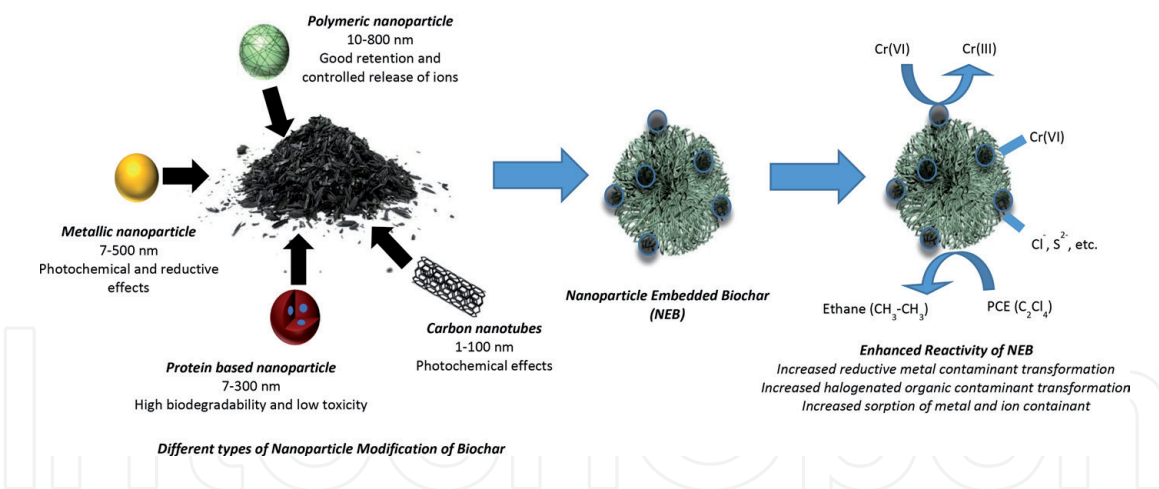 Polymeric nanoparticle
10-800 nm
Good retention and
controlled release of ions
Metallic nanoparticle
7-500 nm
Photochemical and reductive
effects
Protein based nanoparticle
7-300 nm
High biodegradability and low toxicity
Carbon nanotubes
1-100 nm
Photochemical effects
Different types of Nanoparticle Modification of Biochar
Nanoparticle Embedded Biochar
(NEB)
Cr(VI)
Cr(III)
Cr(VI)
Cl⁻, S²⁻, etc.
Ethane (CH₃-CH₃)
PCE (C₂Cl₄)
Enhanced Reactivity of NEB
Increased reductive metal contaminant transformation
Increased halogenated organic contaminant transformation
Increased sorption of metal and ion containant